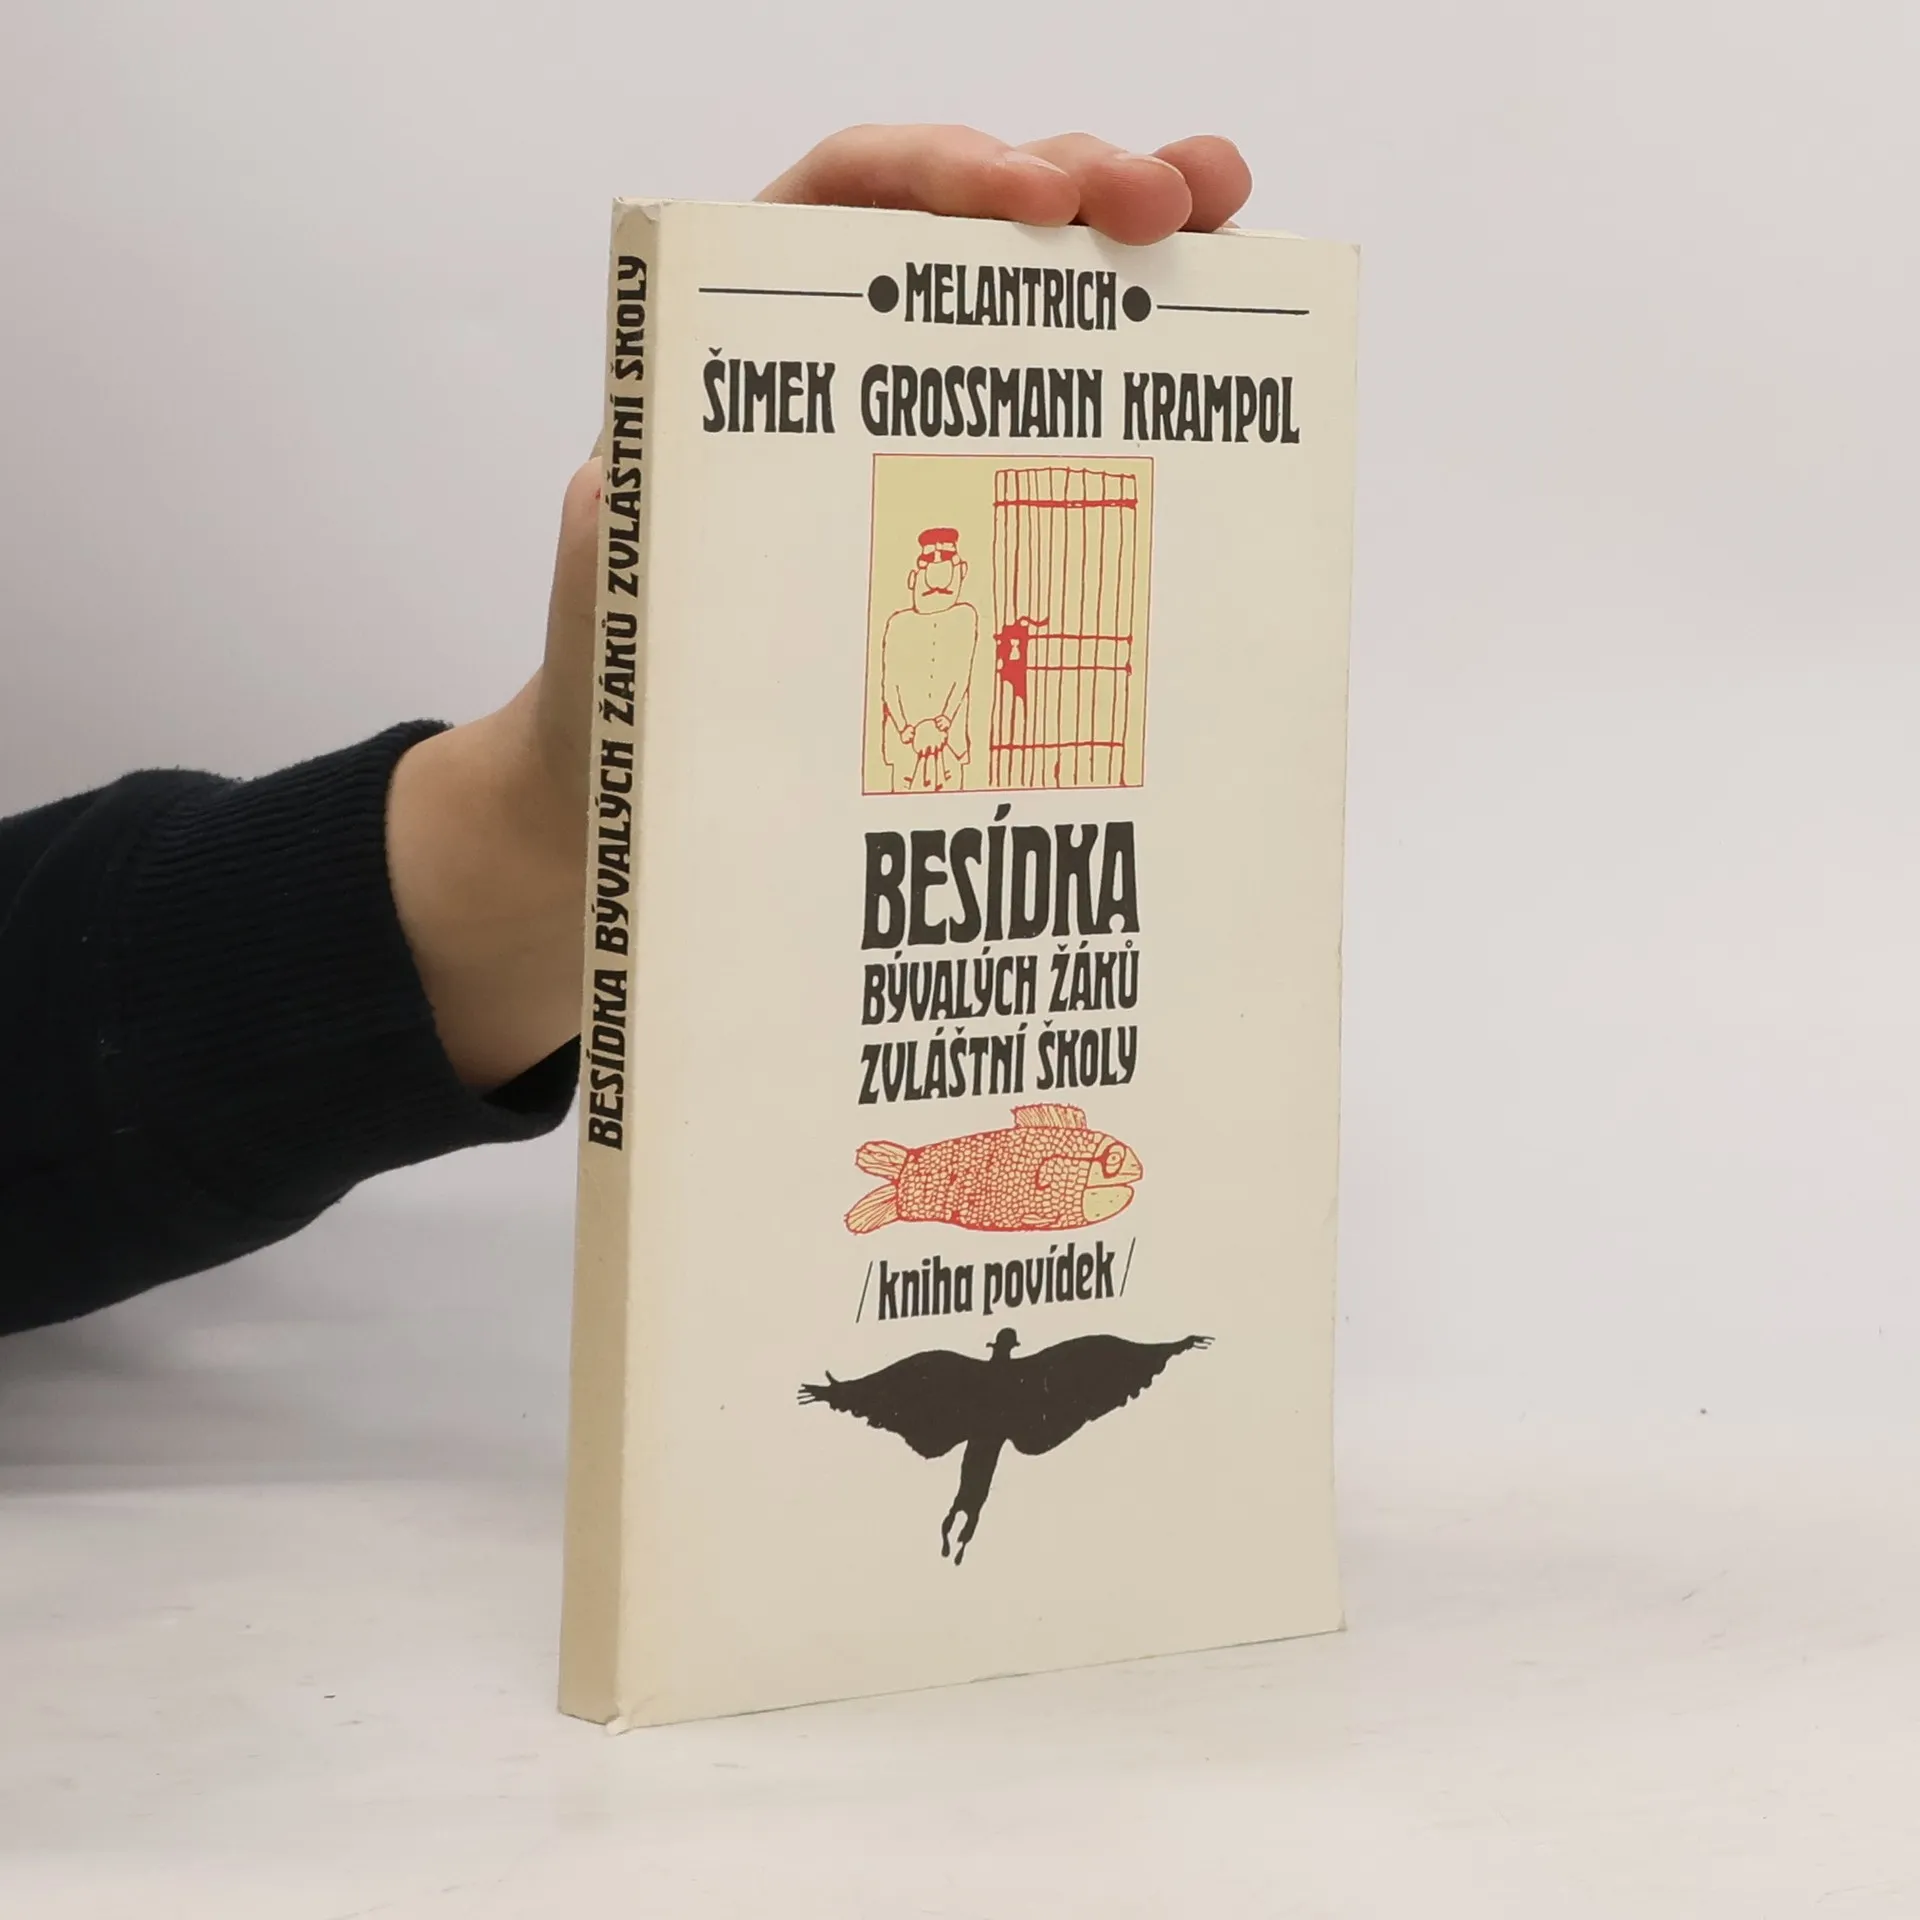 BESÍDKA BÝVALÝCH ŽÁKŮ ZVLÁŠTNÍ ŠKOLY
MELANTRICH
ŠIMEK GROSSMANN KRAMPOL
BESÍDKA
BÝVALÝCH ŽÁKŮ
ZVLÁŠTNÍ ŠKOLY
/kniha povídek/